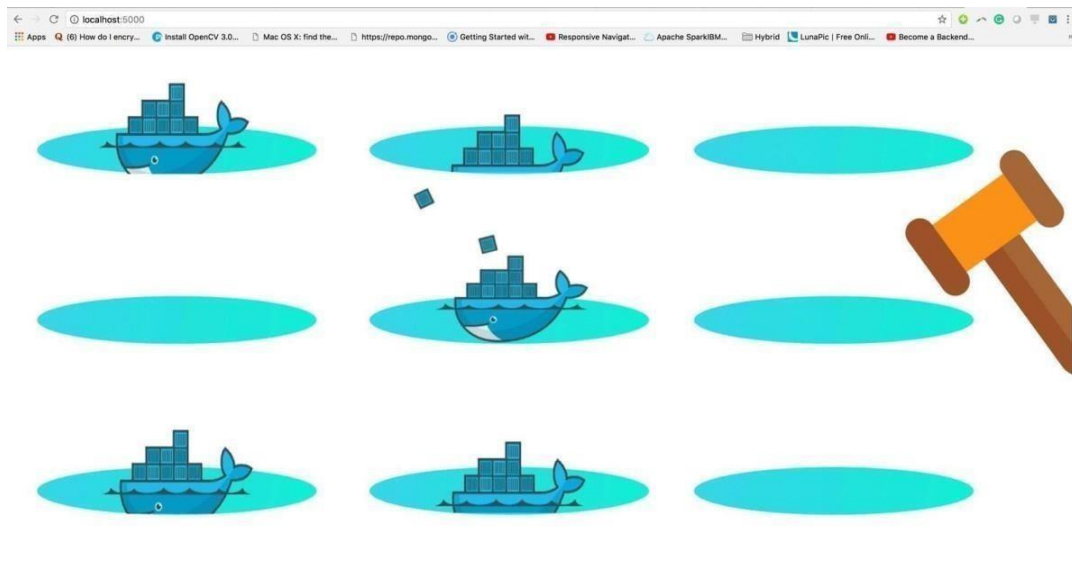 localhost:5000
Apps (6) How do I encry... Install OpenCV 3.0... Mac OS X: find the... https://repo.mongo... Getting Started wit... Responsive Navigat... Apache SparkIBM... Hybrid LunaPic | Free Onli... Become a Backend...